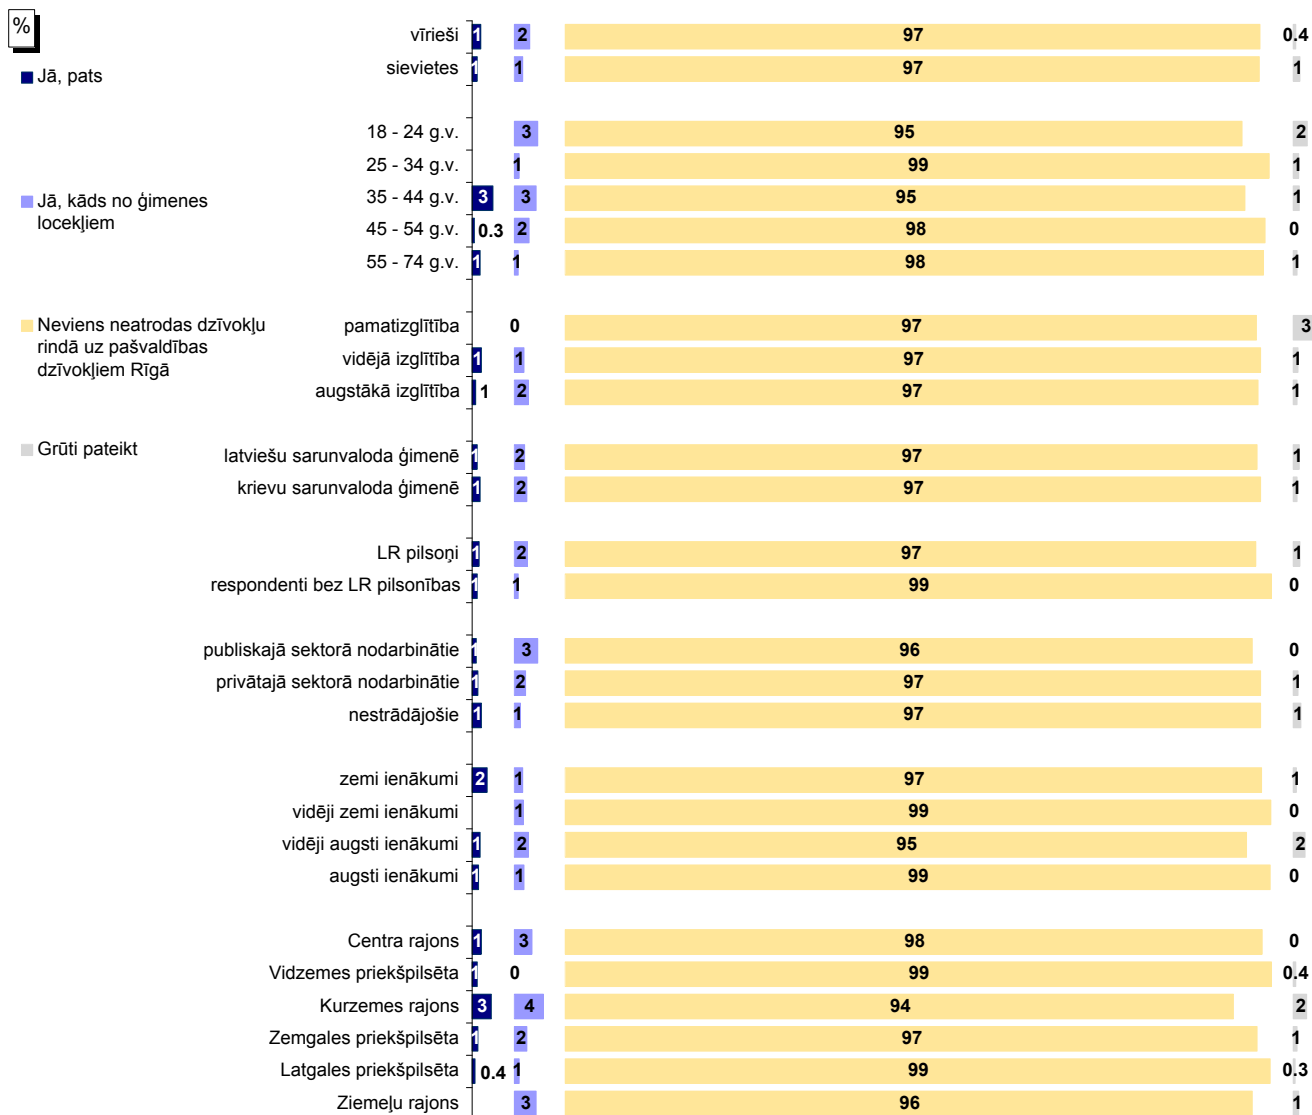 %
Jā, pats
Jā, kāds no ģimenes
locekļiem
Neviens neatrodas dzīvokļu
rindā uz pašvaldības
dzīvokļiem Rīgā
Grūti pateikt
vīrieši 1 2 97 0.4
sievietes 1 1 97 1
18 - 24 g.v. 3 95 2
25 - 34 g.v. 1 99 1
35 - 44 g.v. 3 3 95 1
45 - 54 g.v. 0.3 2 98 0
55 - 74 g.v. 1 1 98 1
pamatizglītība 0 97 3
vidējā izglītība 1 1 97 1
augstākā izglītība 1 2 97 1
latviešu sarunvaloda ģimenē 1 2 97 1
krievu sarunvaloda ģimenē 1 2 97 1
LR pilsoņi 1 2 97 1
respondenti bez LR pilsonības 1 1 99 0
publiskajā sektorā nodarbinātie 1 3 96 0
privātajā sektorā nodarbinātie 1 2 97 1
nestrādājošie 1 1 97 1
zemi ienākumi 2 1 97 1
vidēji zemi ienākumi 1 99 0
vidēji augsti ienākumi 1 2 95 2
augsti ienākumi 1 1 99 0
Centra rajons 1 3 98 0
Vidzemes priekšpilsēta 1 0 99 0.4
Kurzemes rajons 3 4 94 2
Zemgales priekšpilsēta 1 2 97 1
Latgales priekšpilsēta 0.4 1 99 0.3
Ziemeļu rajons 3 96 1